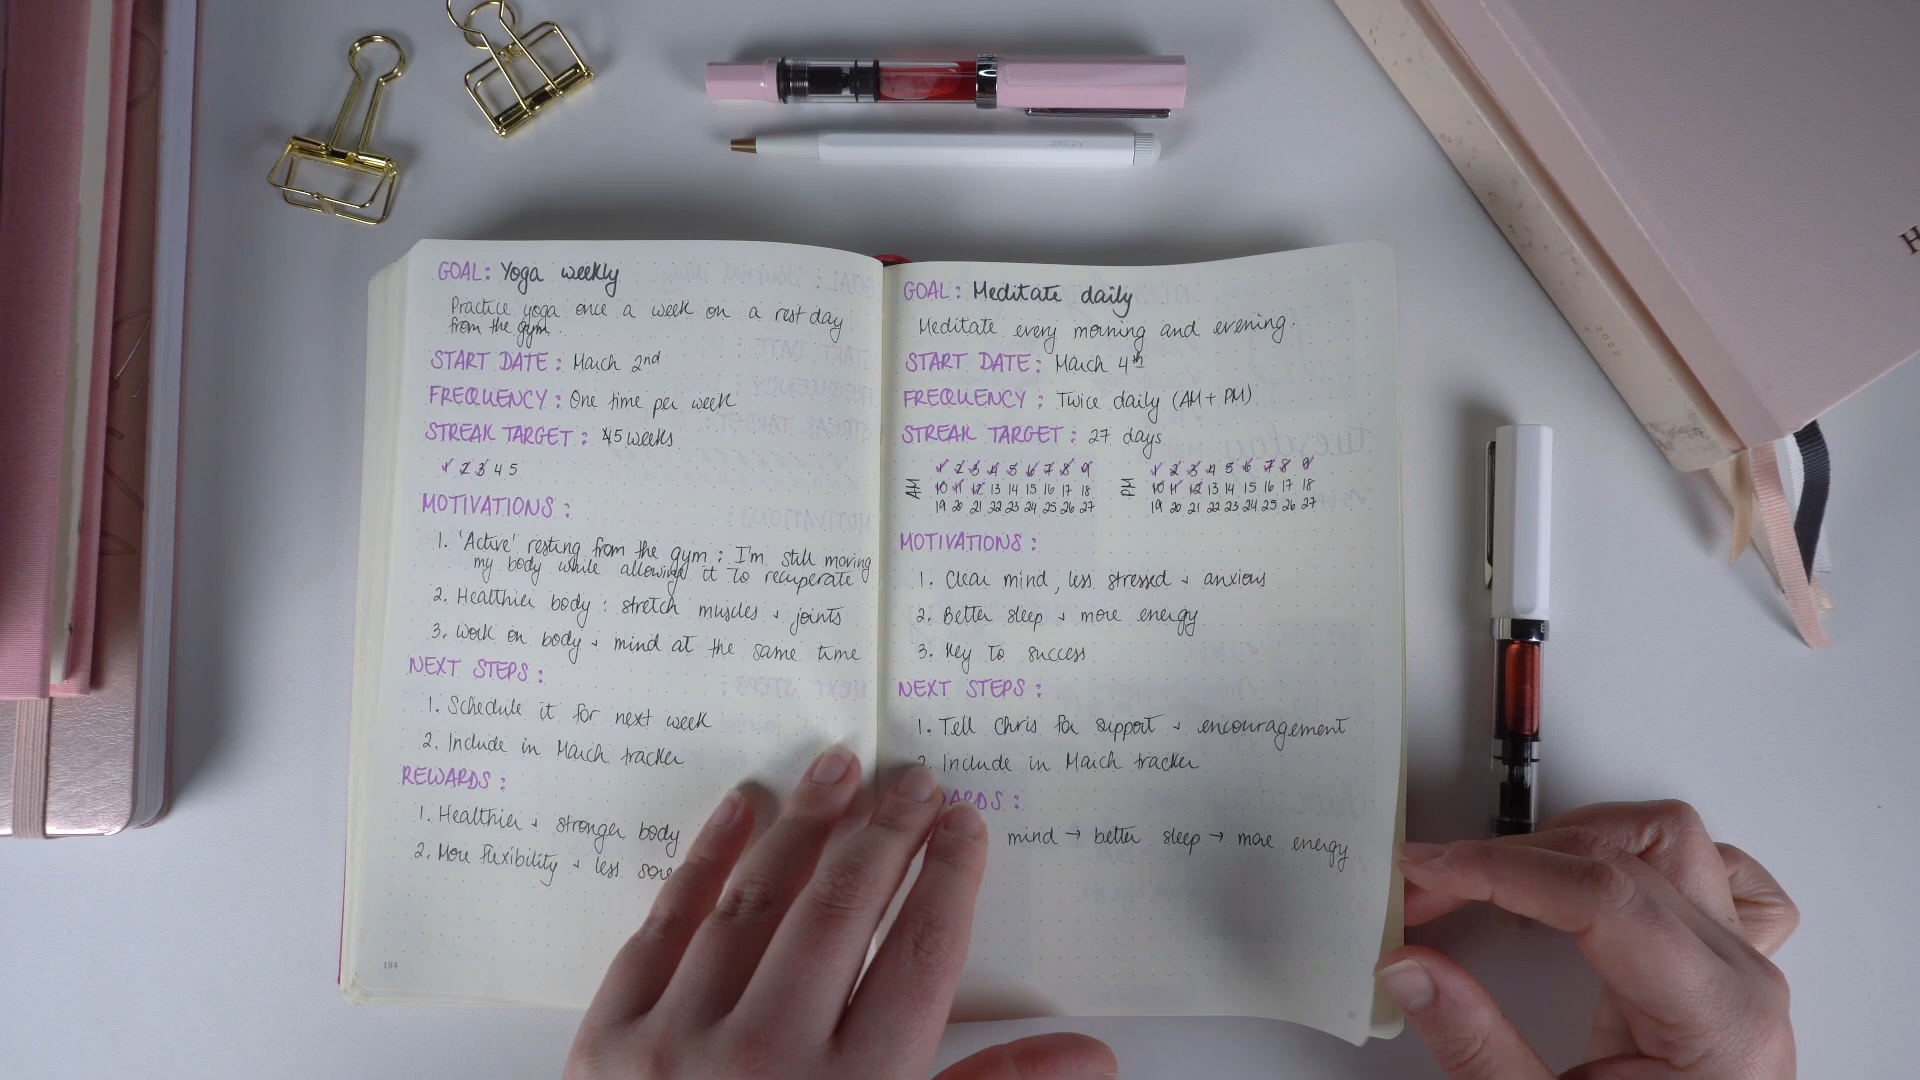 GOAL: Yoga weekly
Practice yoga once a week on a rest day
from the gym.
START DATE: March 2nd
FREQUENCY: One time per week
STREAK TARGET: 5 weeks
1 2 3 4 5
MOTIVATIONS:
1. 'Active' resting from the gym: I'm still moving
my body while allowing it to recuperate
2. Healthier body: stretch muscles + joints
3. Work on body + mind at the same time
NEXT STEPS:
1. Schedule it for next week
2. Include in March tracker
REWARDS:
1. Healthier + stronger body
2. More flexibility + less
184
GOAL: Meditate daily
Meditate every morning and evening.
START DATE: March 4th
FREQUENCY: Twice daily (AM + PM)
STREAK TARGET: 27 days
AM
1 2 3 4 5 6 7 8 9
10 11 12 13 14 15 16 17 18
19 20 21 22 23 24 25 26 27
PM
1 2 3 4 5 6 7 8 9
10 11 12 13 14 15 16 17 18
19 20 21 22 23 24 25 26 27
MOTIVATIONS:
1. Clear mind, less stressed + anxious
2. Better sleep + more energy
3. Key to success
NEXT STEPS:
1. Tell Chris for support + encouragement
2. Include in March tracker
ARDS:
mind → better sleep → more energy
2022
H